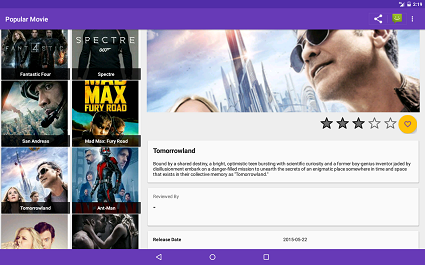 2:19
Popular Movie
FANTASTIC
4
Fantastic Four
SPECTRE
007
Spectre
San Andreas
MAD
MAX
FURY ROAD
Mad Max: Fury Road
Tomorrowland
Ant-Man
Tomorrowland
Bound by a shared destiny, a bright, optimistic teen bursting with scientific curiosity and a former boy-genius inventor jaded by
disillusionment embark on a danger-filled mission to unearth the secrets of an enigmatic place somewhere in time and space
that exists in their collective memory as "Tomorrowland."
Reviewed By
-
Release Date 2015-05-22